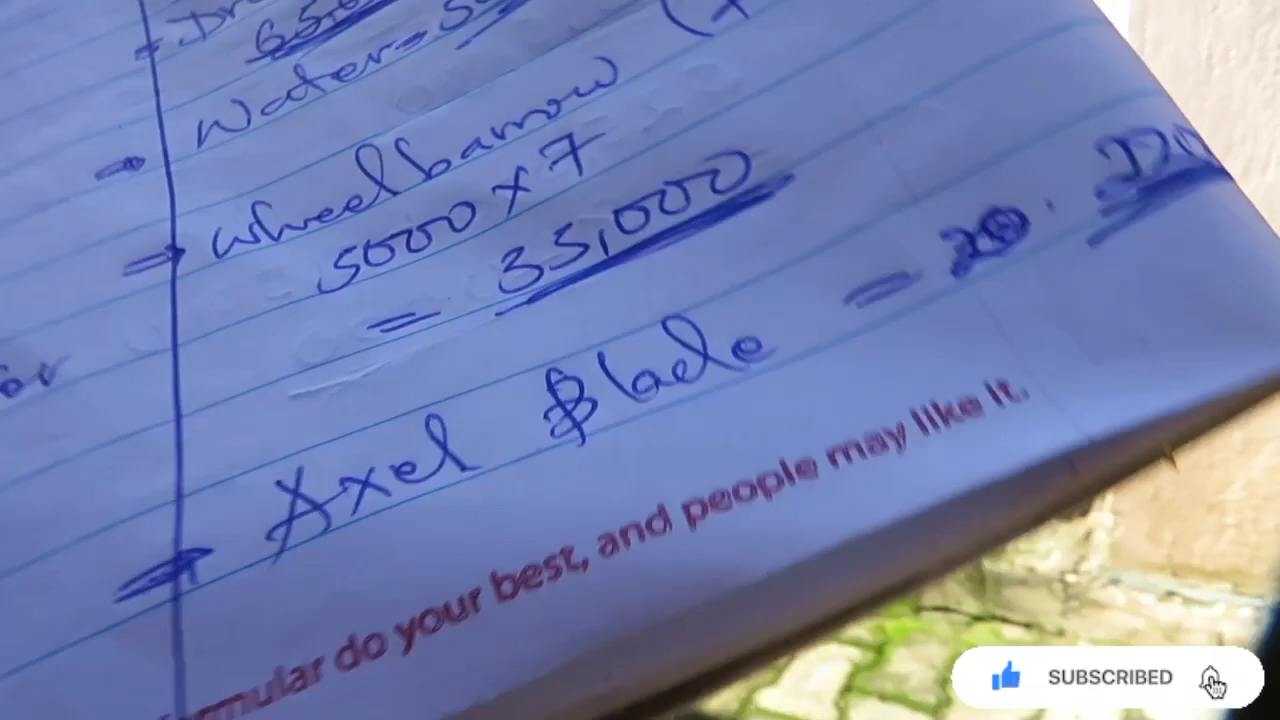 Water =
Wheelbarrow
5000 x 7
= 35,000
Axel Blade =
do your best, and people may like it.
SUBSCRIBED